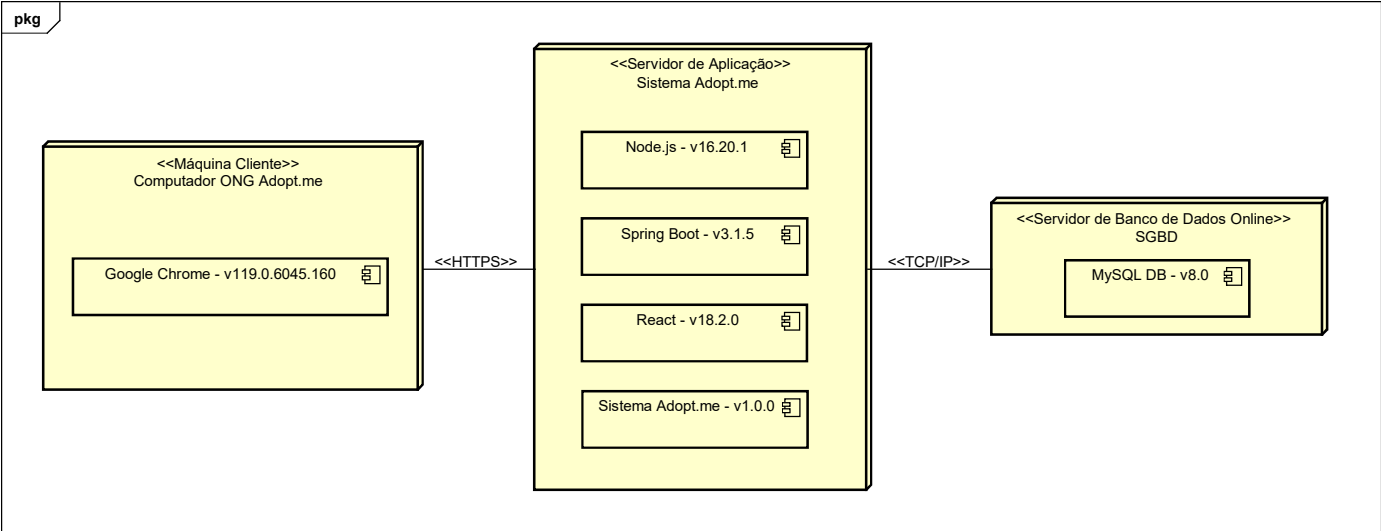 pkg
<<Máquina Cliente>>
Computador ONG Adopt.me
Google Chrome - v119.0.6045.160
<<HTTPS>>
<<Servidor de Aplicação>>
Sistema Adopt.me
Node.js - v16.20.1
Spring Boot - v3.1.5
React - v18.2.0
Sistema Adopt.me - v1.0.0
<<TCP/IP>>
<<Servidor de Banco de Dados Online>>
SGBD
MySQL DB - v8.0